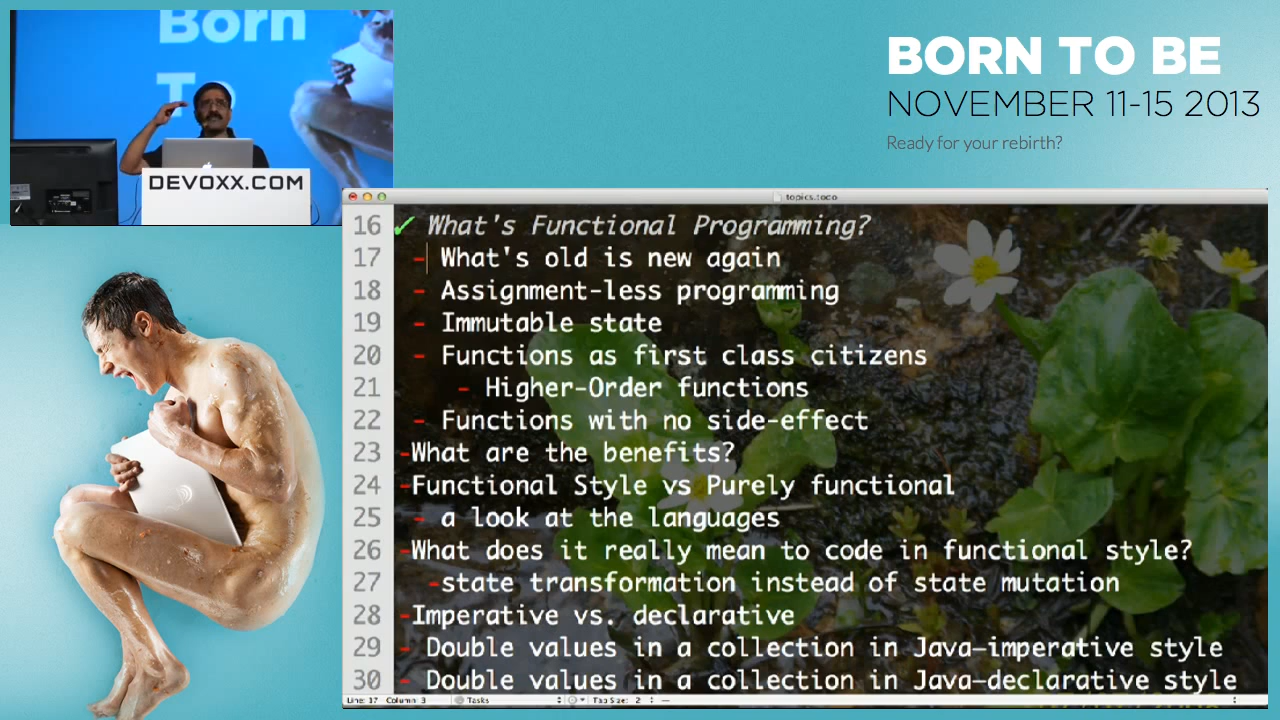 Born
To
DEVOXX.COM
BORN TO BE
NOVEMBER 11-15 2013
Ready for your rebirth?
topics.todo
16 ✓ What's Functional Programming?
17 - What's old is new again
18 - Assignment-less programming
19 - Immutable state
20 - Functions as first class citizens
21 - Higher-Order functions
22 - Functions with no side-effect
23 -What are the benefits?
24 -Functional Style vs Purely functional
25 - a look at the languages
26 -What does it really mean to code in functional style?
27 -state transformation instead of state mutation
28 -Imperative vs. declarative
29 - Double values in a collection in Java-imperative style
30 - Double values in a collection in Java-declarative style
Line: 17 Column: 3 Tasks Tab Size: 2 —